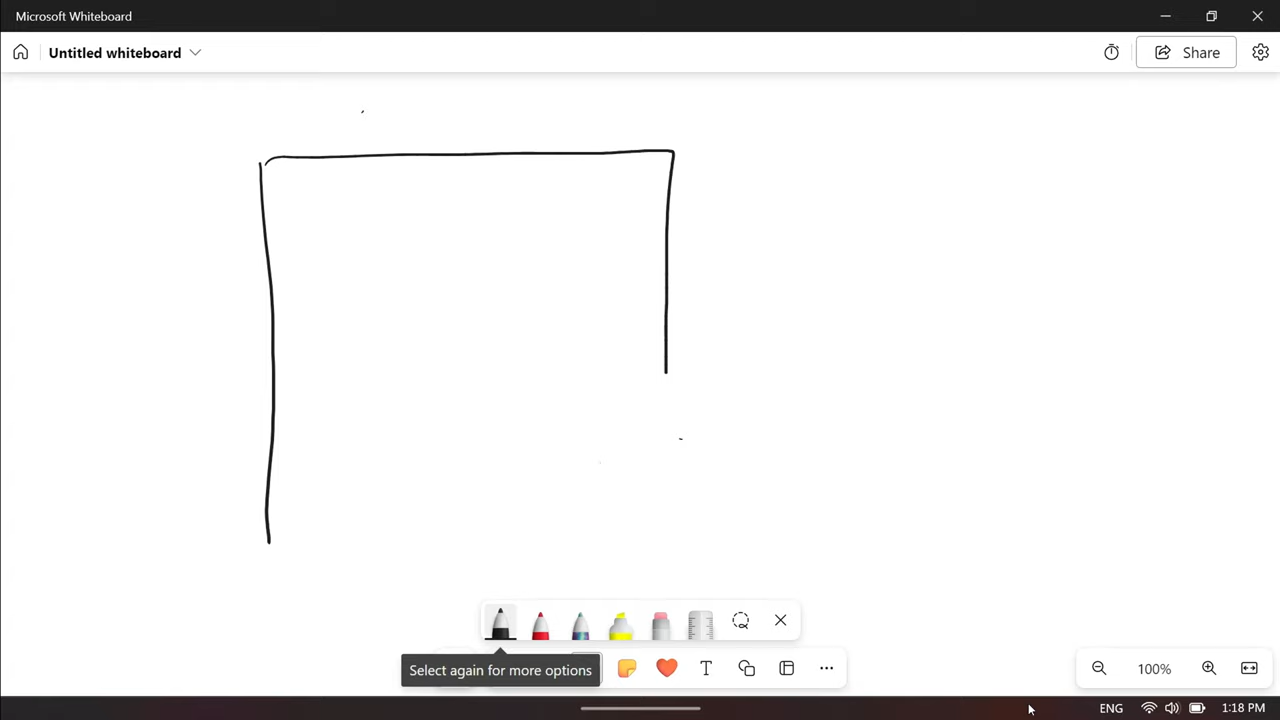 Microsoft Whiteboard
Untitled whiteboard
Share
Select again for more options
T
100%
ENG
1:18 PM